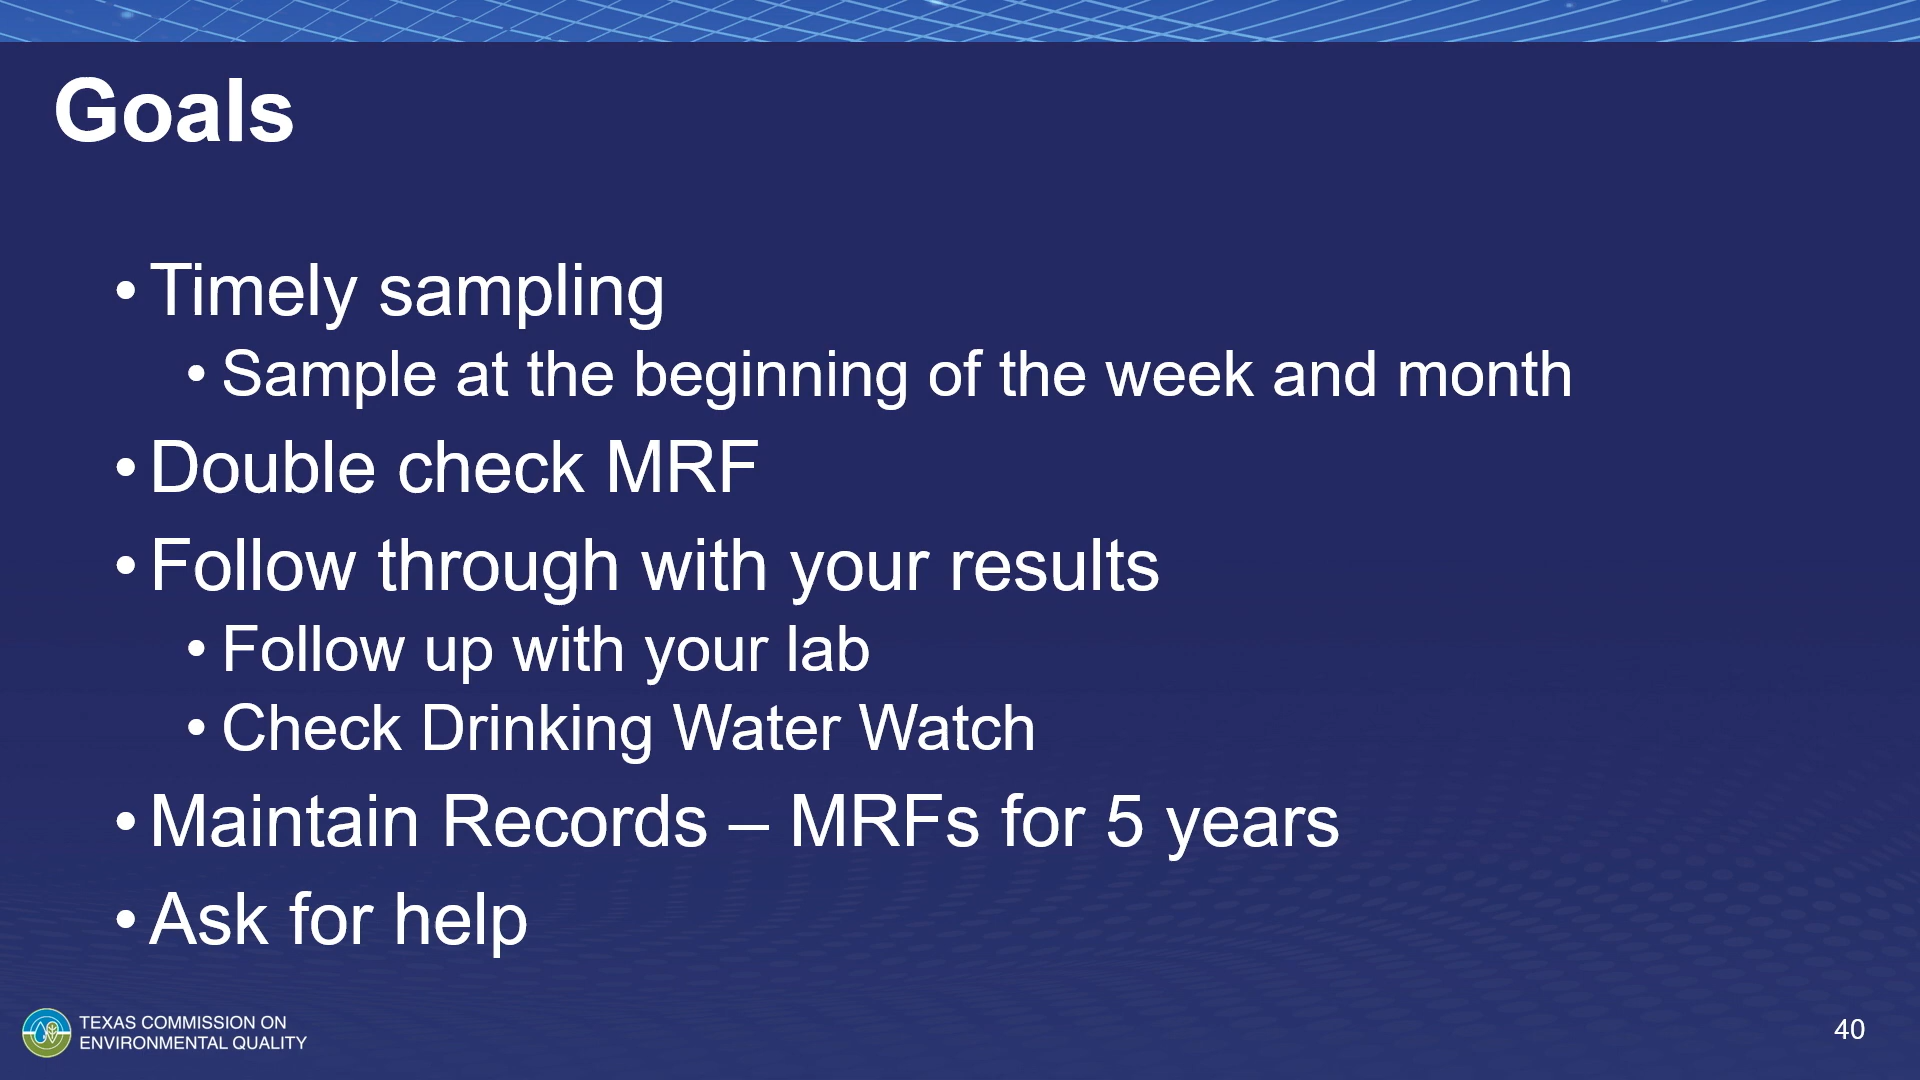 Goals
• Timely sampling
• Sample at the beginning of the week and month
• Double check MRF
• Follow through with your results
• Follow up with your lab
• Check Drinking Water Watch
• Maintain Records – MRFs for 5 years
• Ask for help
TEXAS COMMISSION ON
ENVIRONMENTAL QUALITY
40